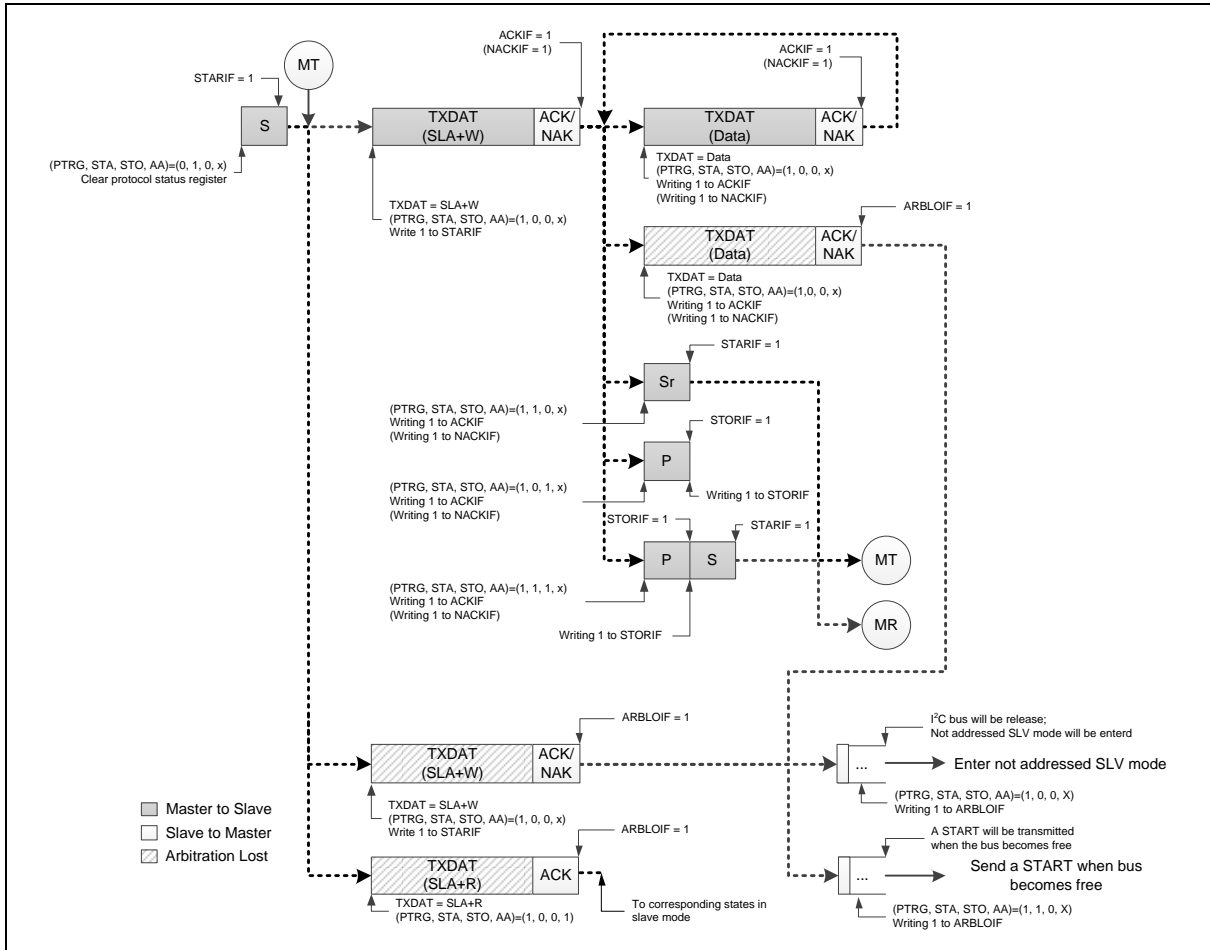 ACKIF = 1
(NACKIF = 1)
ACKIF = 1
(NACKIF = 1)
MT
STARIF = 1
S
TXDAT
(SLA+W)
ACK/
NAK
TXDAT
(Data)
ACK/
NAK
(PTRG, STA, STO, AA)=(0, 1, 0, x)
Clear protocol status register
TXDAT = SLA+W
(PTRG, STA, STO, AA)=(1, 0, 0, x)
Write 1 to STARIF
TXDAT = Data
(PTRG, STA, STO, AA)=(1, 0, 0, x)
Writing 1 to ACKIF
(Writing 1 to NACKIF)
ARBLOIF = 1
TXDAT
(Data)
ACK/
NAK
TXDAT = Data
(PTRG, STA, STO, AA)=(1,0, 0, x)
Writing 1 to ACKIF
(Writing 1 to NACKIF)
STARIF = 1
Sr
(PTRG, STA, STO, AA)=(1, 1, 0, x)
Writing 1 to ACKIF
(Writing 1 to NACKIF)
STORIF = 1
P
(PTRG, STA, STO, AA)=(1, 0, 1, x)
Writing 1 to ACKIF
(Writing 1 to NACKIF)
Writing 1 to STORIF
STORIF = 1
STARIF = 1
P
S
MT
(PTRG, STA, STO, AA)=(1, 1, 1, x)
Writing 1 to ACKIF
(Writing 1 to NACKIF)
Writing 1 to STORIF
MR
ARBLOIF = 1
I²C bus will be release;
Not addressed SLV mode will be enterd
TXDAT
(SLA+W)
ACK/
NAK
...
Enter not addressed SLV mode
TXDAT = SLA+W
(PTRG, STA, STO, AA)=(1, 0, 0, x)
Write 1 to STARIF
(PTRG, STA, STO, AA)=(1, 0, 0, X)
Writing 1 to ARBLOIF
Master to Slave
Slave to Master
Arbitration Lost
ARBLOIF = 1
A START will be transmitted
when the bus becomes free
TXDAT
(SLA+R)
ACK
...
Send a START when bus
becomes free
TXDAT = SLA+R
(PTRG, STA, STO, AA)=(1, 0, 0, 1)
To corresponding states in
slave mode
(PTRG, STA, STO, AA)=(1, 1, 0, X)
Writing 1 to ARBLOIF